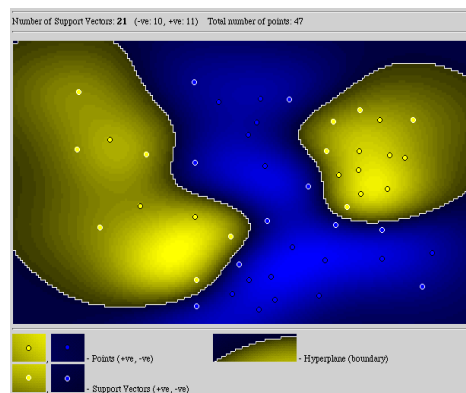 Number of Support Vectors: 21 (-ve: 10, +ve: 11) Total number of points: 47
, - Points (+ve, -ve)
- Hyperplane (boundary)
, - Support Vectors (+ve, -ve)